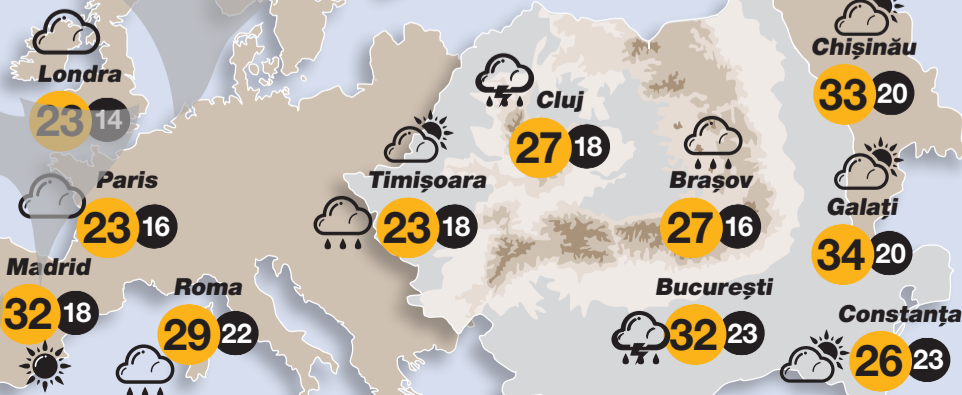 Londra
23 14
Chișinău
33 20
Cluj
27 18
Paris
23 16
Timișoara
23 18
Brașov
27 16
Galați
34 20
Madrid
32 18
Roma
29 22
București
32 23
Constanța
26 23